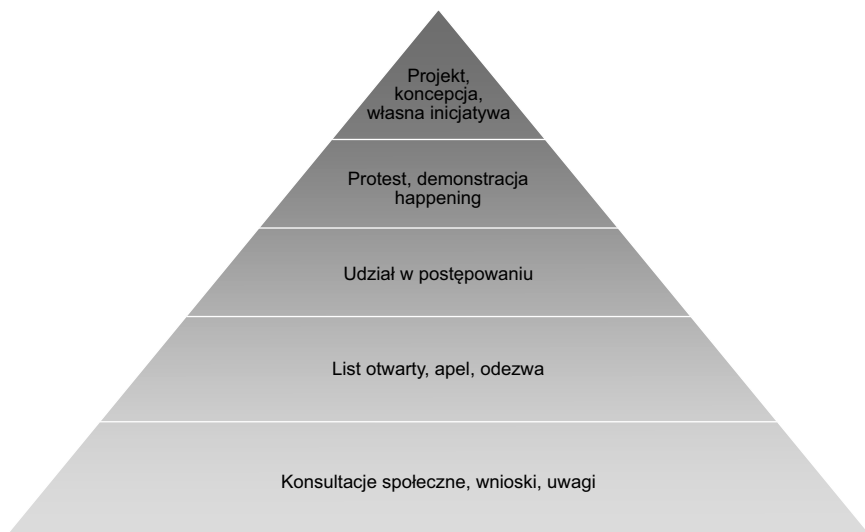 Projekt,
koncepcja,
własna inicjatywa
Protest, demonstracja
happening
Udział w postępowaniu
List otwarty, apel, odezwa
Konsultacje społeczne, wnioski, uwagi